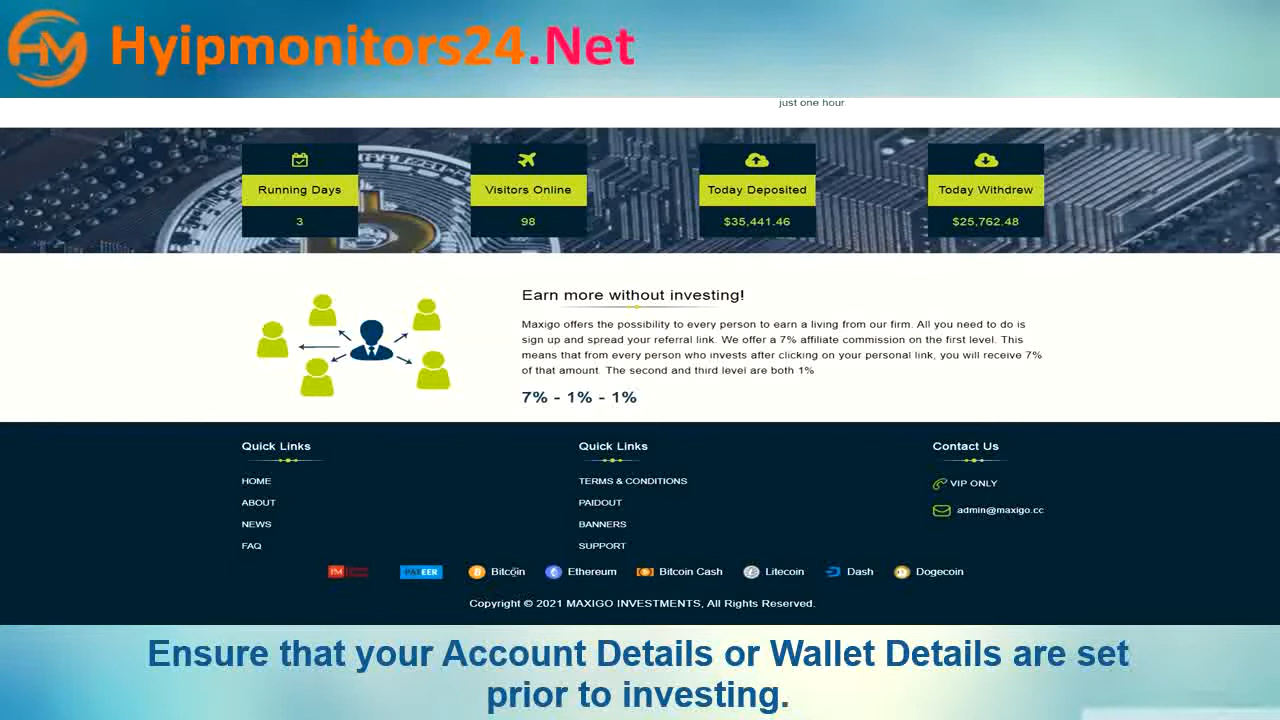 HM Hyipmonitors24.Net
just one hour
Running Days
Visitors Online
Today Deposited
Today Withdrew
3
98
$35,441.46
$25,762.48
Earn more without investing!
Maxigo offers the possibility to every person to earn a living from our firm. All you need to do is
sign up and spread your referral link. We offer a 7% affiliate commission on the first level. This
means that from every person who invests after clicking on your personal link, you will receive 7%
of that amount. The second and third level are both 1%
7% - 1% - 1%
Quick Links
HOME
ABOUT
NEWS
FAQ
Quick Links
TERMS & CONDITIONS
PAIDOUT
BANNERS
SUPPORT
Contact Us
VIP ONLY
admin@maxigo.cc
PM PAYEER Bitcoin Ethereum Bitcoin Cash Litecoin Dash Dogecoin
Copyright © 2021 MAXIGO INVESTMENTS, All Rights Reserved.
Ensure that your Account Details or Wallet Details are set
prior to investing.